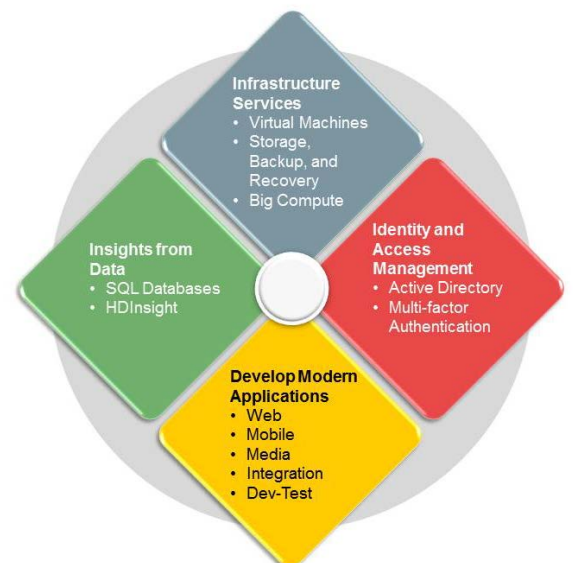 Infrastructure
Services
• Virtual Machines
• Storage,
Backup, and
Recovery
• Big Compute
Identity and
Access
Management
• Active Directory
• Multi-factor
Authentication
Insights from
Data
• SQL Databases
• HDInsight
Develop Modern
Applications
• Web
• Mobile
• Media
• Integration
• Dev-Test